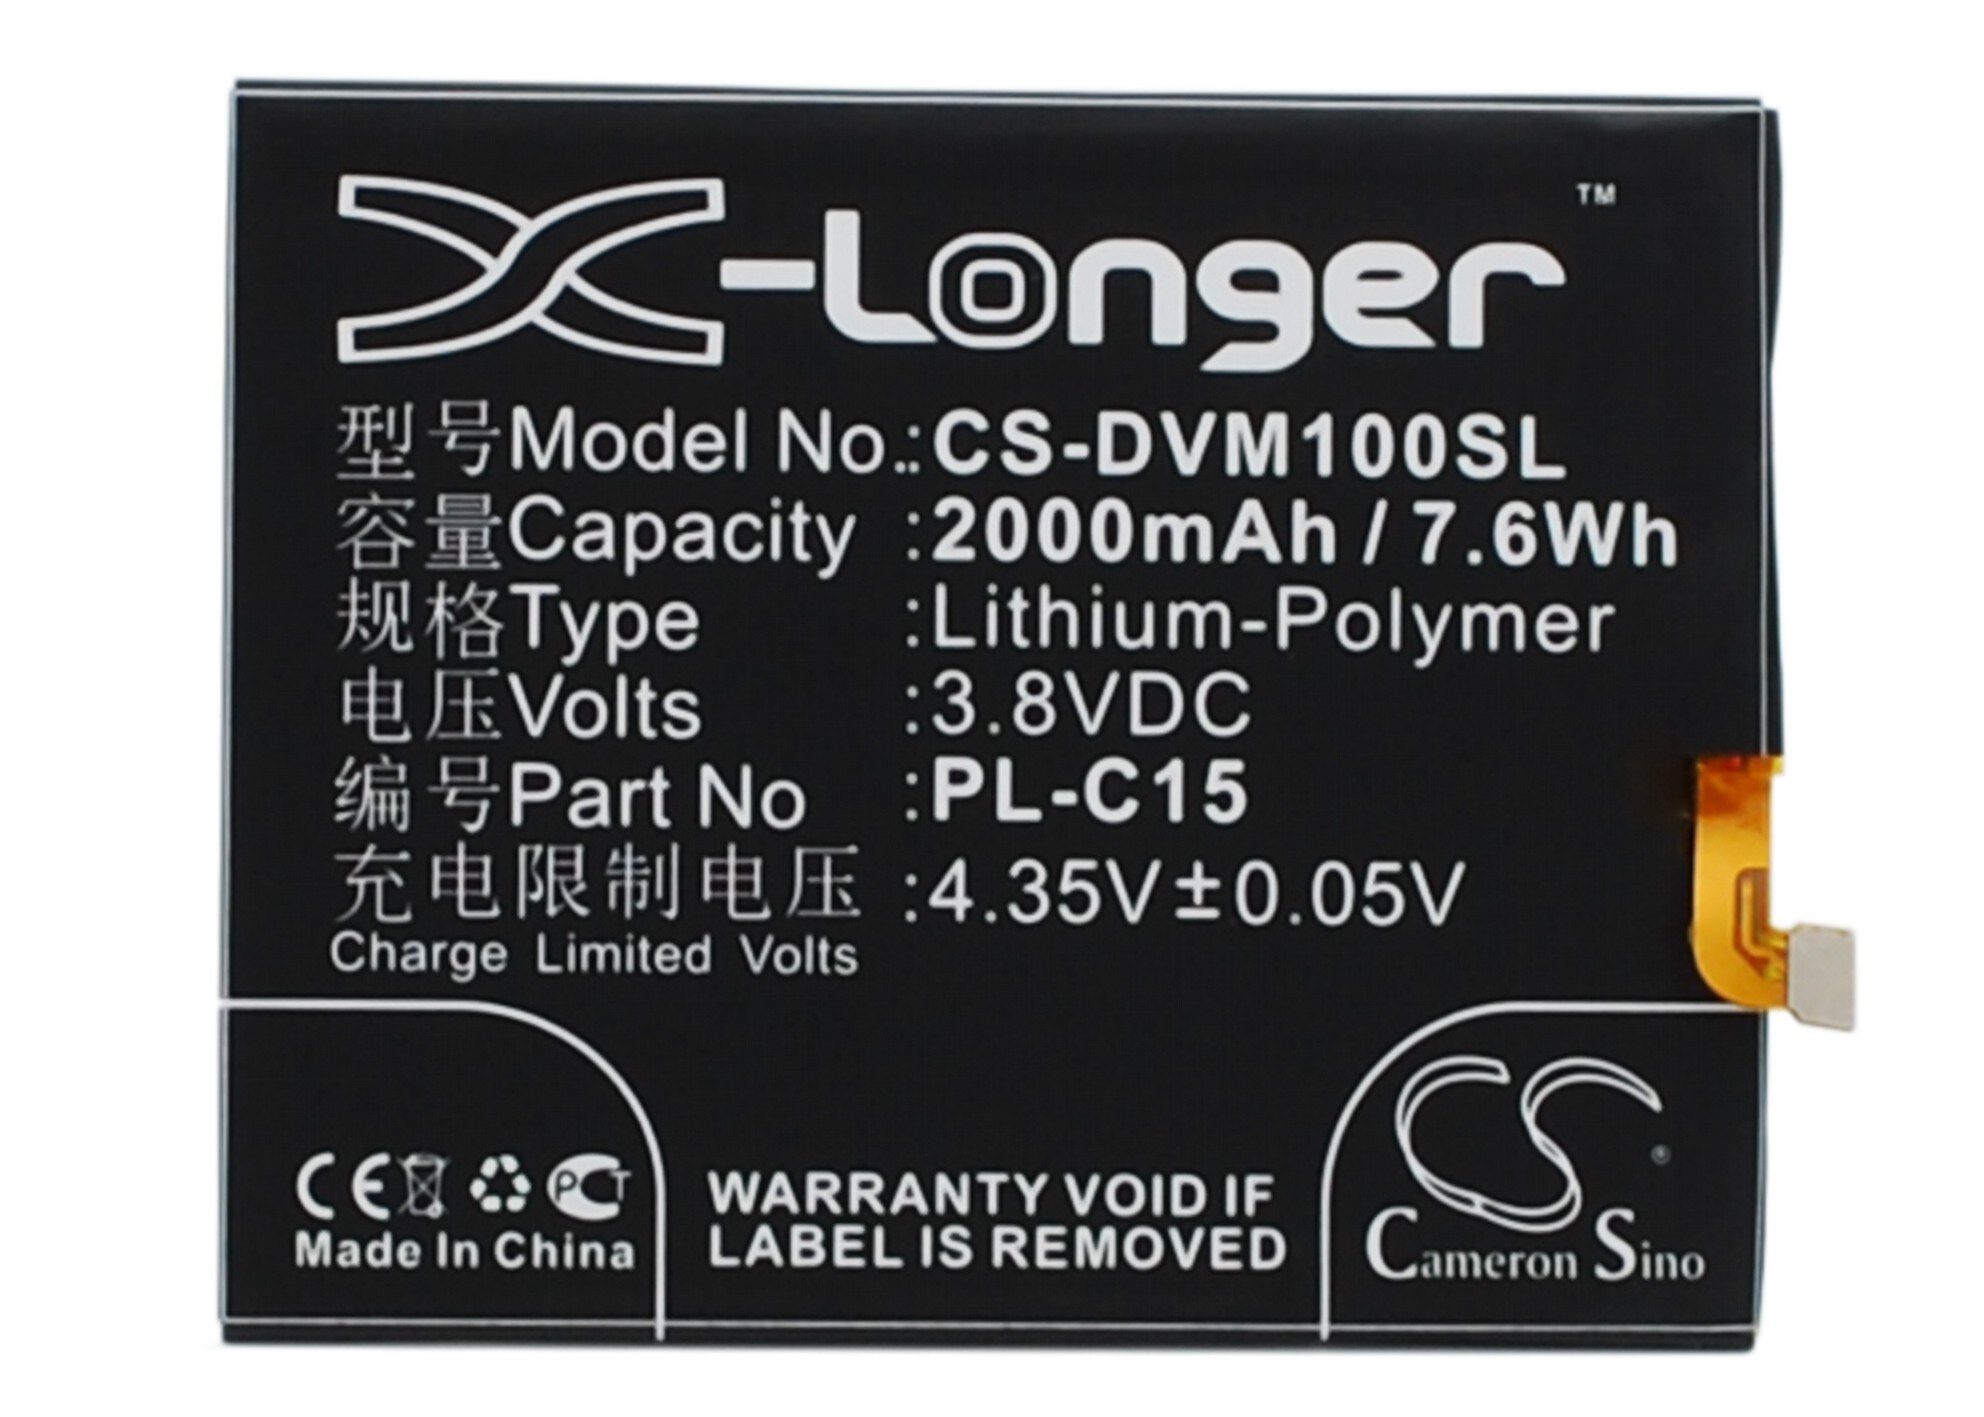 X-Longer™
型号Model No.:CS-DVM100SL
容量Capacity :2000mAh / 7.6Wh
规格Type :Lithium-Polymer
电压Volts :3.8VDC
编号Part No :PL-C15
充电限制电压 :4.35V±0.05V
Charge Limited Volts
CE PCT
Made In China
WARRANTY VOID IF
LABEL IS REMOVED
CS®
Cameron Sino